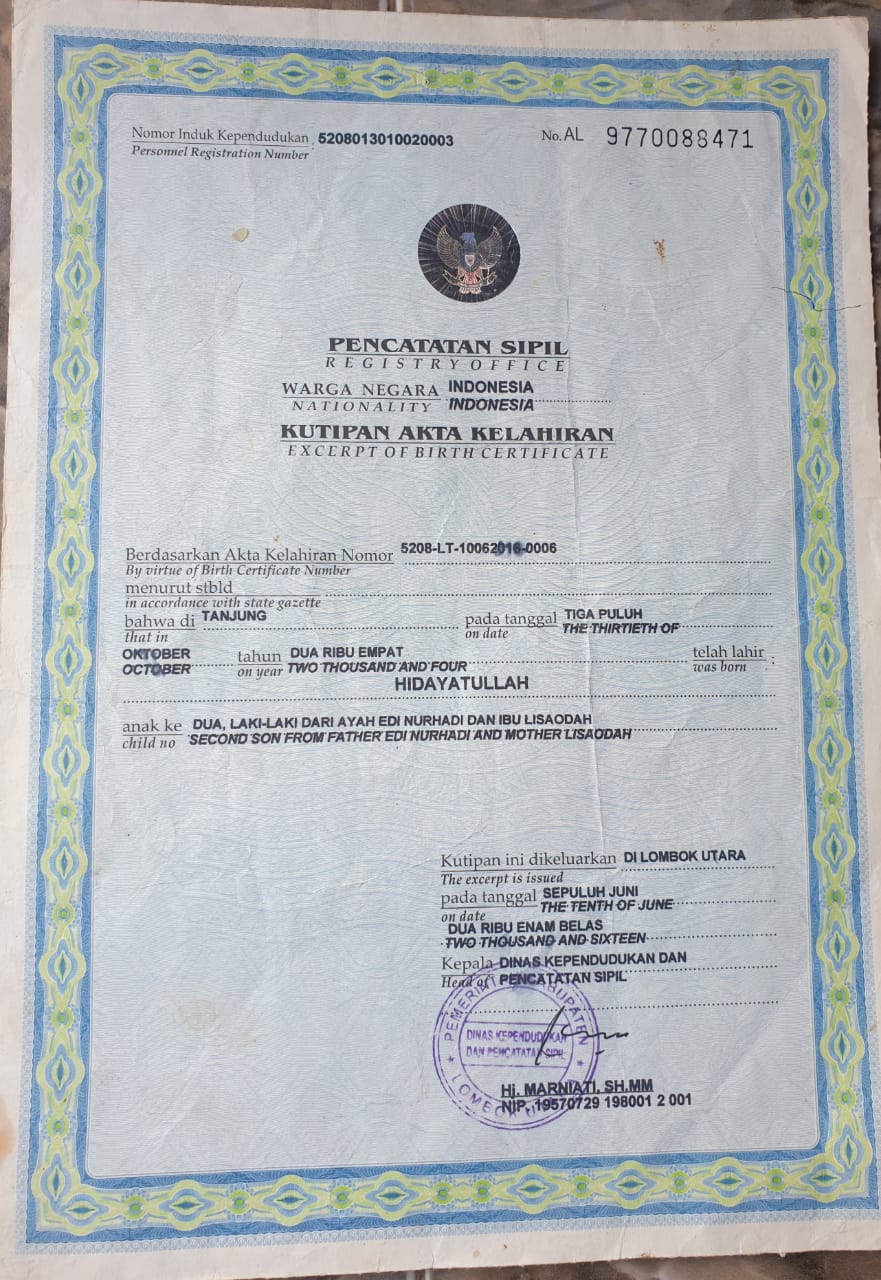 Nomor Induk Kependudukan : 5208013010020003
Personnel Registration Number
No. AL 9770088471
PENCATATAN SIPIL
REGISTRY OFFICE
WARGA NEGARA INDONESIA
NATIONALITY INDONESIA
KUTIPAN AKTA KELAHIRAN
EXCERPT OF BIRTH CERTIFICATE
Berdasarkan Akta Kelahiran Nomor 5208-LT-10062016-0006
By virtue of Birth Certificate Number
menurut stbld
in accordance with state gazette
bahwa di TANJUNG pada tanggal TIGA PULUH
that in on date THE THIRTIETH OF
OKTOBER tahun DUA RIBU EMPAT telah lahir :
OCTOBER on year TWO THOUSAND AND FOUR was born
HIDAYATULLAH
anak ke DUA, LAKI-LAKI DARI AYAH EDI NURHADI DAN IBU LISAODAH
child no SECOND SON FROM FATHER EDI NURHADI AND MOTHER LISAODAH
Kutipan ini dikeluarkan DI LOMBOK UTARA
The excerpt is issued
pada tanggal SEPULUH JUNI
on date THE TENTH OF JUNE
DUA RIBU ENAM BELAS
TWO THOUSAND AND SIXTEEN
Kepala DINAS KEPENDUDUKAN DAN
Head of PENCATATAN SIPIL
DINAS KEPENDUDUKAN
DAN PENCATATAN SIPIL
Hj. MARNIATI, SH.MM
NIP. 19570729 198001 2 001